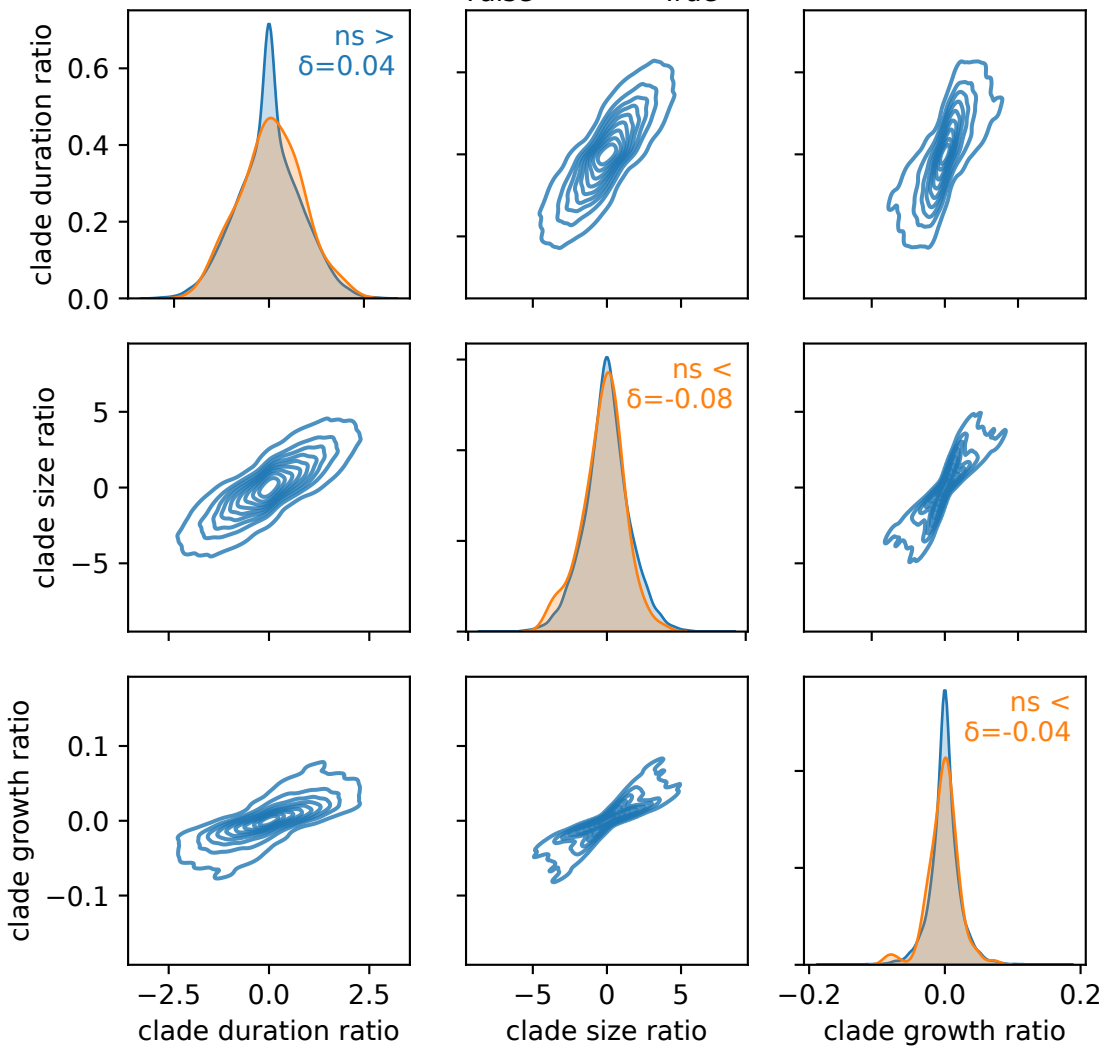 clade duration ratio
0.6
0.4
0.2
0.0
ns >
δ=0.04
−5
0
5
clade size ratio
5
0
−5
ns <
δ=-0.08
clade growth ratio
0.1
0.0
−0.1
ns <
δ=-0.04
−2.5
0.0
2.5
−5
0
5
−0.2
0.0
0.2
clade duration ratio
clade size ratio
clade growth ratio